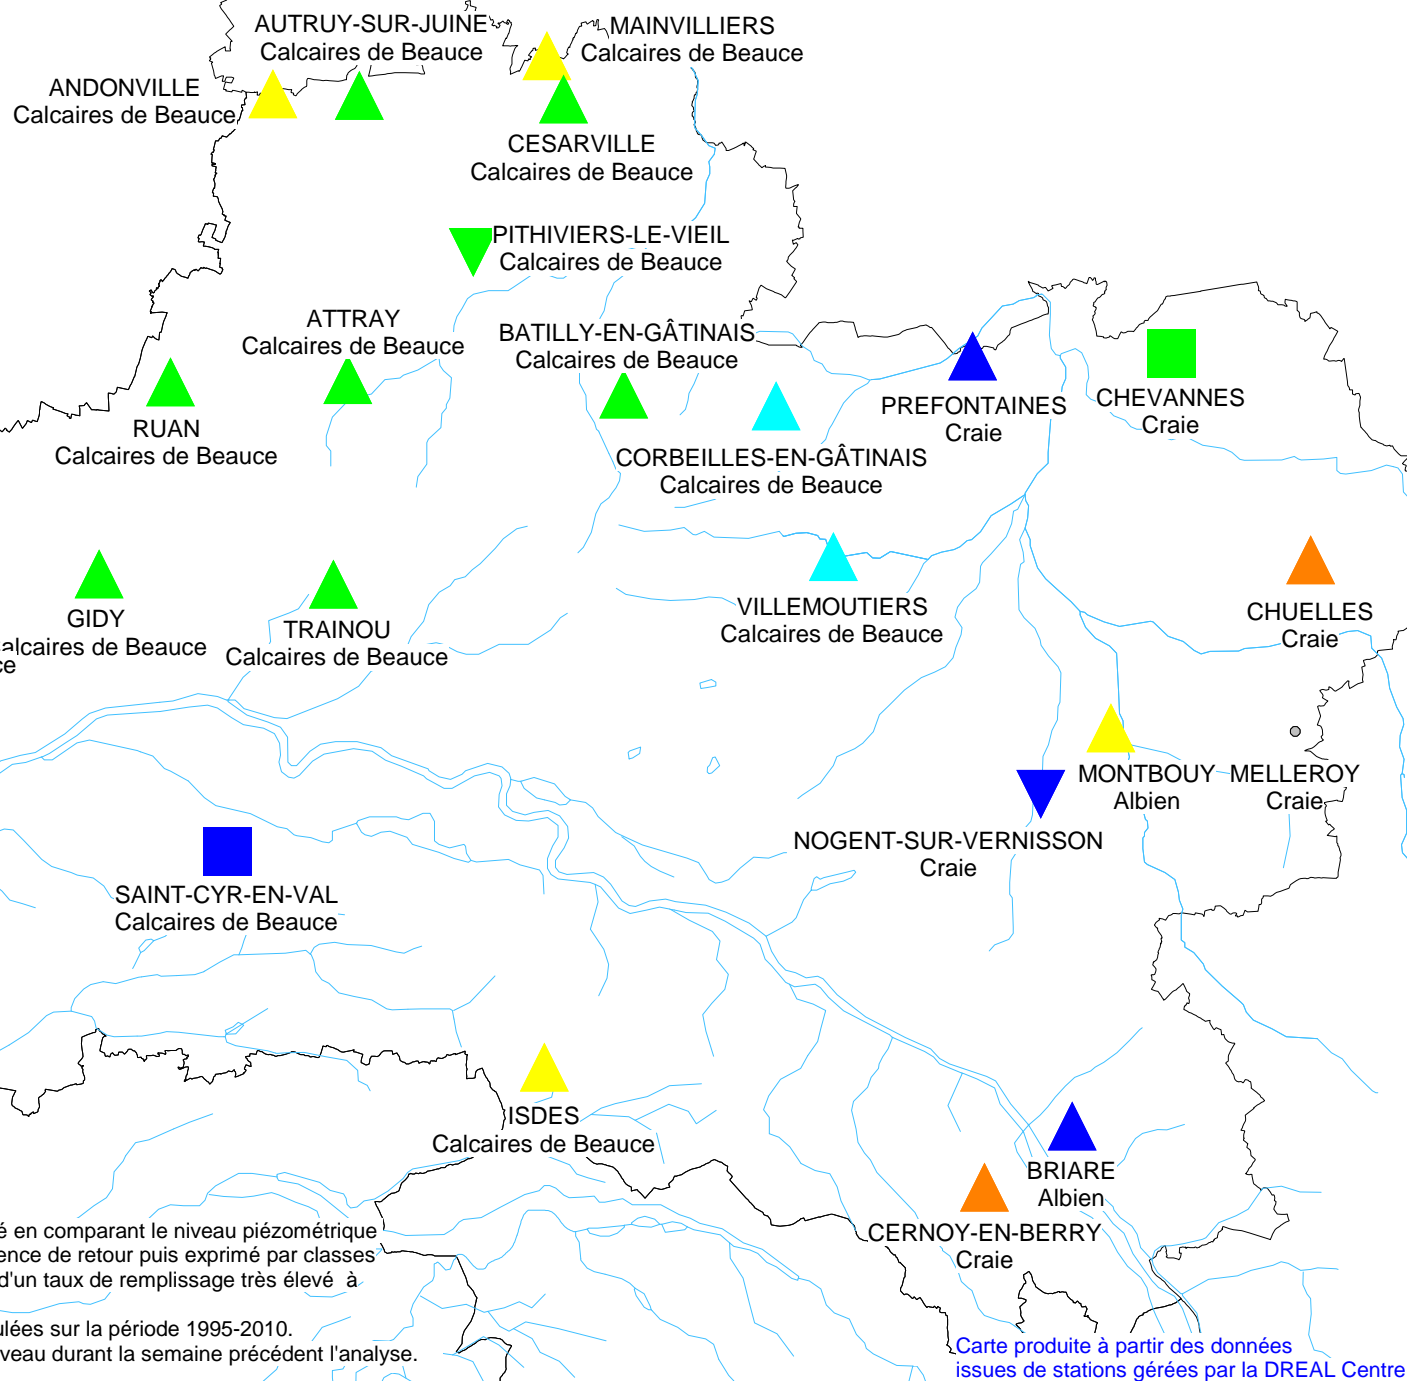 AUTRUY-SUR-JUINE
Calcaires de Beauce
MAINVILLIERS
Calcaires de Beauce
ANDONVILLE
Calcaires de Beauce
CESARVILLE
Calcaires de Beauce
PITHIVIERS-LE-VIEIL
Calcaires de Beauce
ATTRAY
Calcaires de Beauce
BATILLY-EN-GÂTINAIS
Calcaires de Beauce
PREFONTAINES
Craie
CHEVANNES
Craie
RUAN
Calcaires de Beauce
CORBEILLES-EN-GÂTINAIS
Calcaires de Beauce
GIDY
alcaires de Beauce
ce
TRAINOU
Calcaires de Beauce
VILLEMOUTIERS
Calcaires de Beauce
CHUELLES
Craie
MONTBOUY
Albien
MELLEROY
Craie
NOGENT-SUR-VERNISSON
Craie
SAINT-CYR-EN-VAL
Calcaires de Beauce
ISDES
Calcaires de Beauce
BRIARE
Albien
CERNOY-EN-BERRY
Craie
é en comparant le niveau piézométrique
ence de retour puis exprimé par classes
d'un taux de remplissage très élevé à
ulées sur la période 1995-2010.
iveau durant la semaine précédent l'analyse.
Carte produite à partir des données
issues de stations gérées par la DREAL Centre